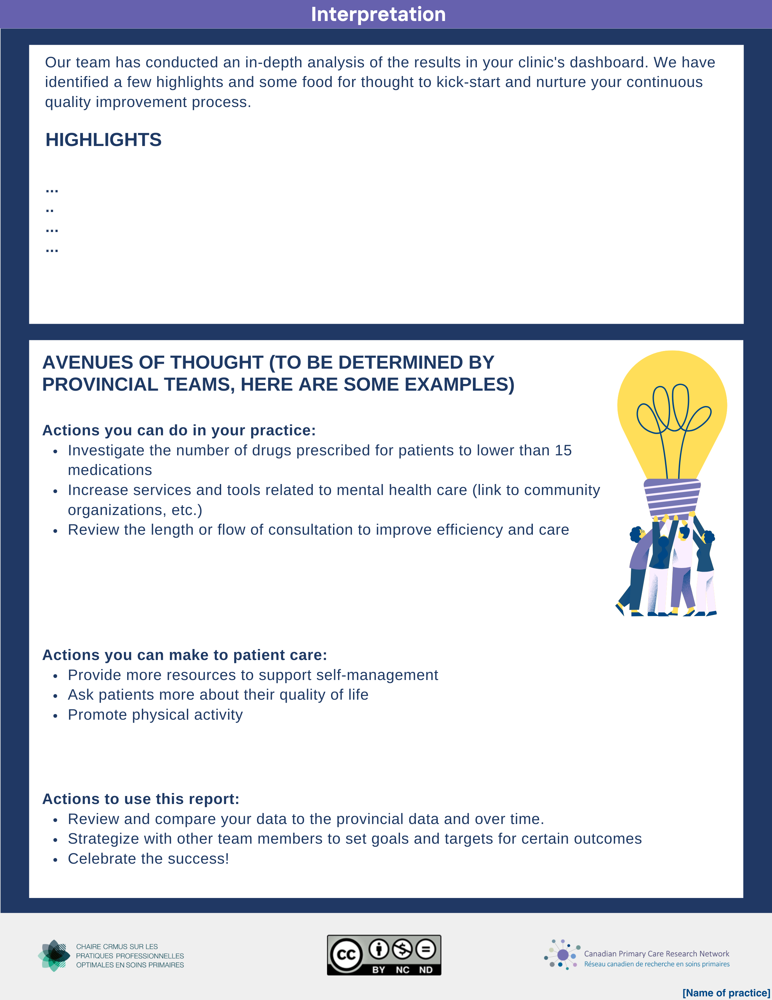 Interpretation
Our team has conducted an in-depth analysis of the results in your clinic's dashboard. We have
identified a few highlights and some food for thought to kick-start and nurture your continuous
quality improvement process.
HIGHLIGHTS
...
..
...
...
AVENUES OF THOUGHT (TO BE DETERMINED BY
PROVINCIAL TEAMS, HERE ARE SOME EXAMPLES)
Actions you can do in your practice:
• Investigate the number of drugs prescribed for patients to lower than 15
medications
• Increase services and tools related to mental health care (link to community
organizations, etc.)
• Review the length or flow of consultation to improve efficiency and care
Actions you can make to patient care:
• Provide more resources to support self-management
• Ask patients more about their quality of life
• Promote physical activity
Actions to use this report:
• Review and compare your data to the provincial data and over time.
• Strategize with other team members to set goals and targets for certain outcomes
• Celebrate the success!
CHAIRE CRMUS SUR LES
PRATIQUES PROFESSIONNELLES
OPTIMALES EN SOINS PRIMAIRES
cc
BY NC ND
Canadian Primary Care Research Network
Réseau canadien de recherche en soins primaires
[Name of practice]